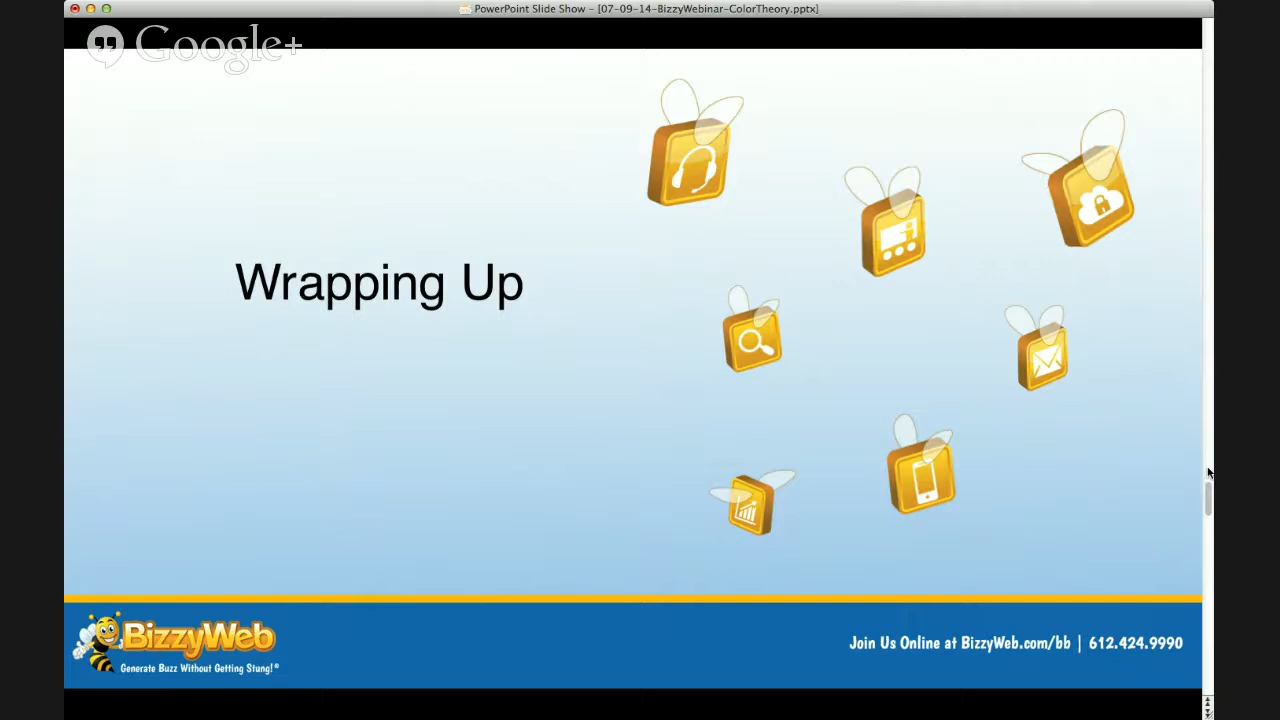 PowerPoint Slide Show - [07-09-14-BizzyWebinar-ColorTheory.pptx]
Google+
Wrapping Up
BizzyWeb
Generate Buzz Without Getting Stung!®
Join Us Online at BizzyWeb.com/bb | 612.424.9990